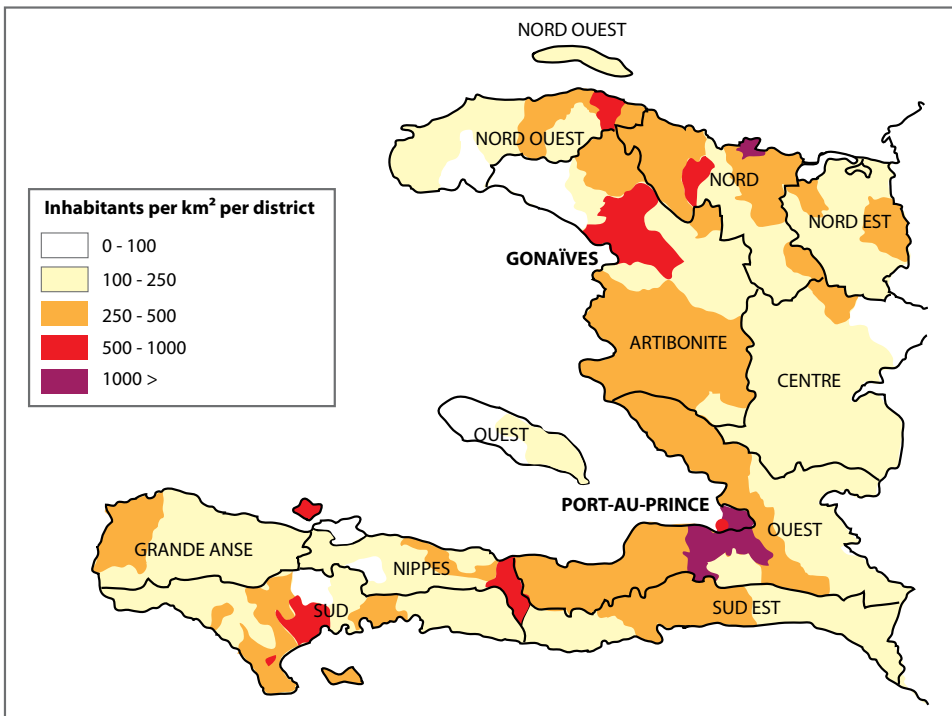 NORD OUEST
NORD OUEST
NORD
NORD EST
Inhabitants per km² per district
0 - 100
100 - 250
250 - 500
500 - 1000
1000 >
GONAÏVES
ARTIBONITE
CENTRE
OUEST
PORT-AU-PRINCE
OUEST
GRANDE ANSE
NIPPES
SUD
SUD EST